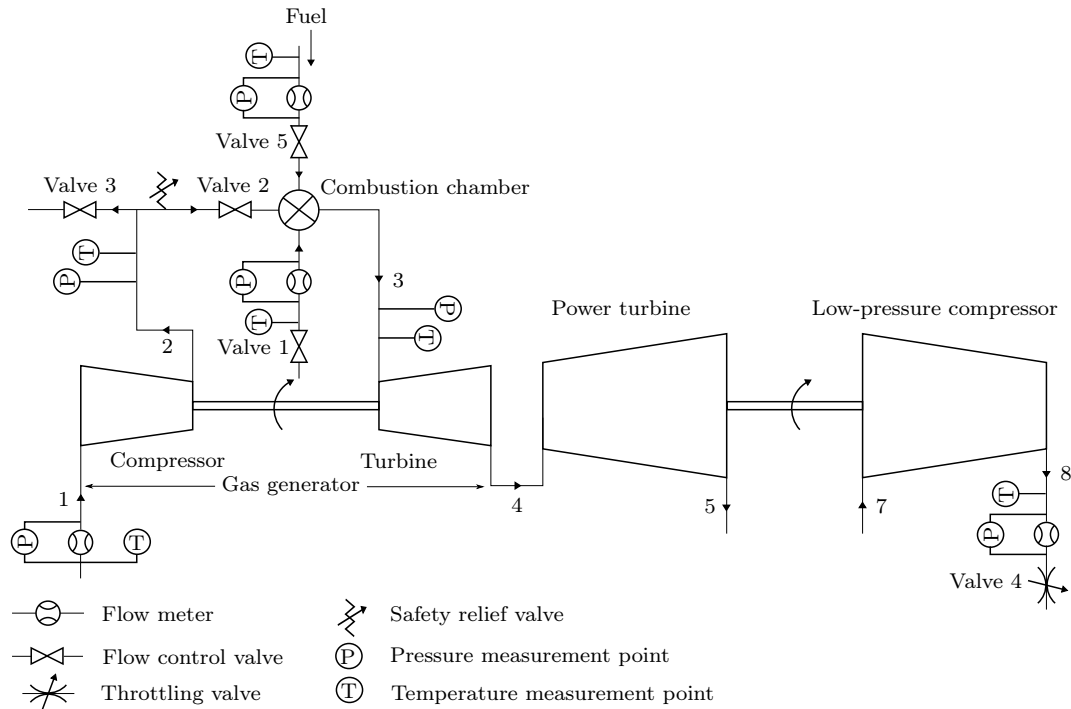 Fuel
T
P
Valve 5
Valve 3
Valve 2
Combustion chamber
T
P
P
T
Valve 1
2
3
P
T
Power turbine
Low-pressure compressor
Compressor
Turbine
Gas generator
1
4
5
7
8
P
T
T
P
Valve 4
Flow meter
Safety relief valve
Flow control valve
P
Pressure measurement point
Throttling valve
T
Temperature measurement point